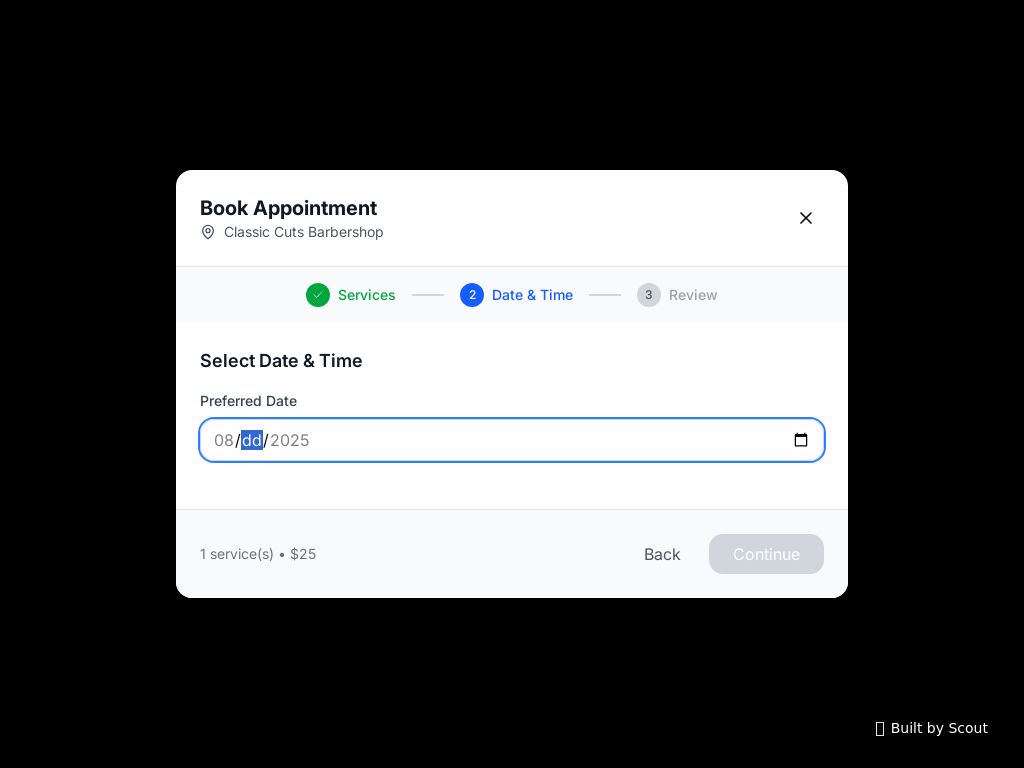 Book Appointment
Classic Cuts Barbershop
Services
2 Date & Time
3 Review
Select Date & Time
Preferred Date
08/dd/2025
1 service(s) • $25
Back
Continue
Built by Scout